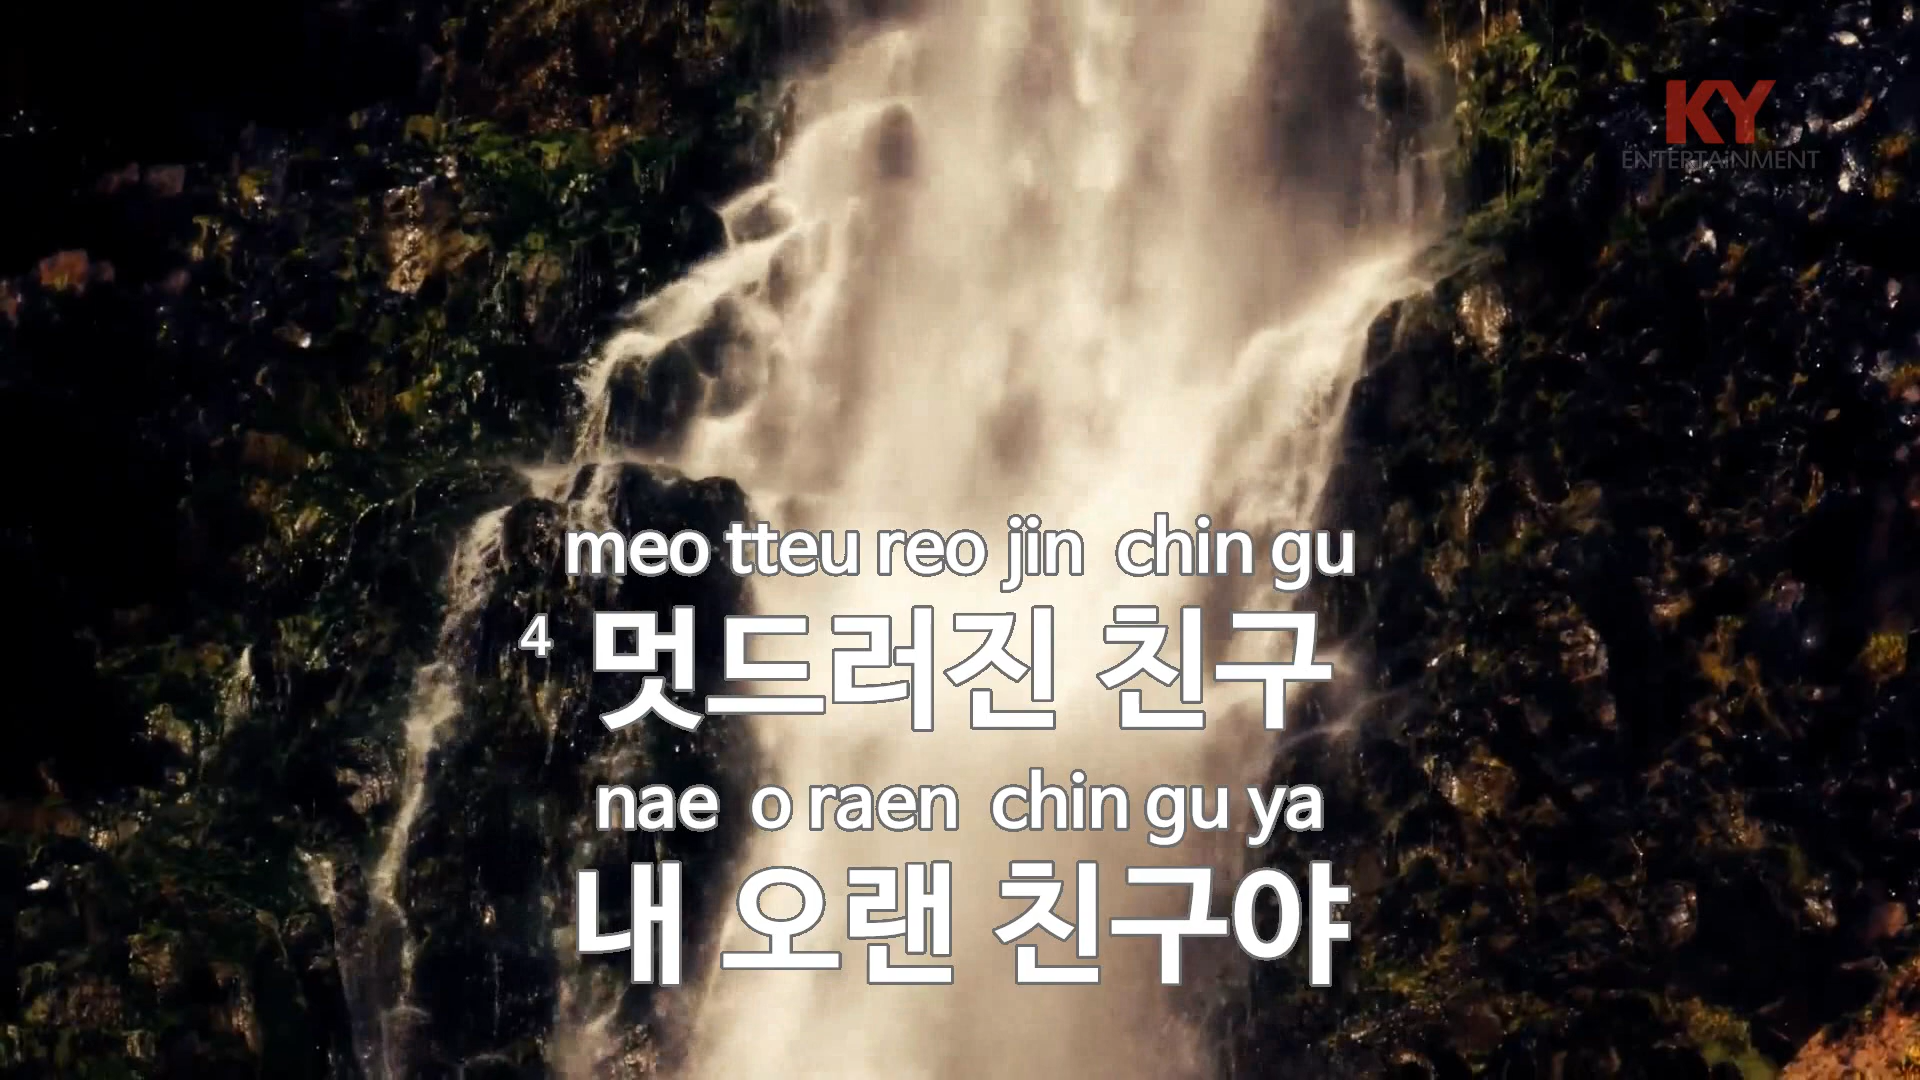 KY
ENTERTAiNMENT
meo tteu reo jin chin gu
4 멋드러진 친구
nae o raen chin gu ya
내 오랜 친구야